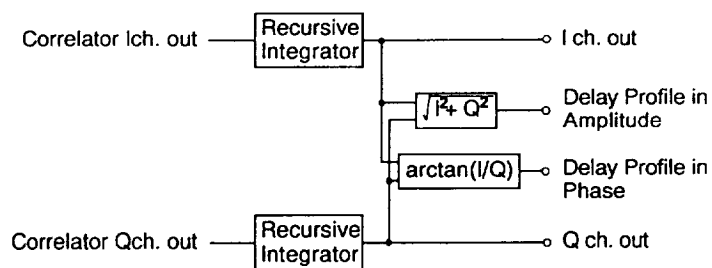 Correlator Ich. out
Recursive
Integrator
I ch. out
√I²+ Q²
Delay Profile in
Amplitude
arctan(I/Q)
Delay Profile in
Phase
Correlator Qch. out
Recursive
Integrator
Q ch. out